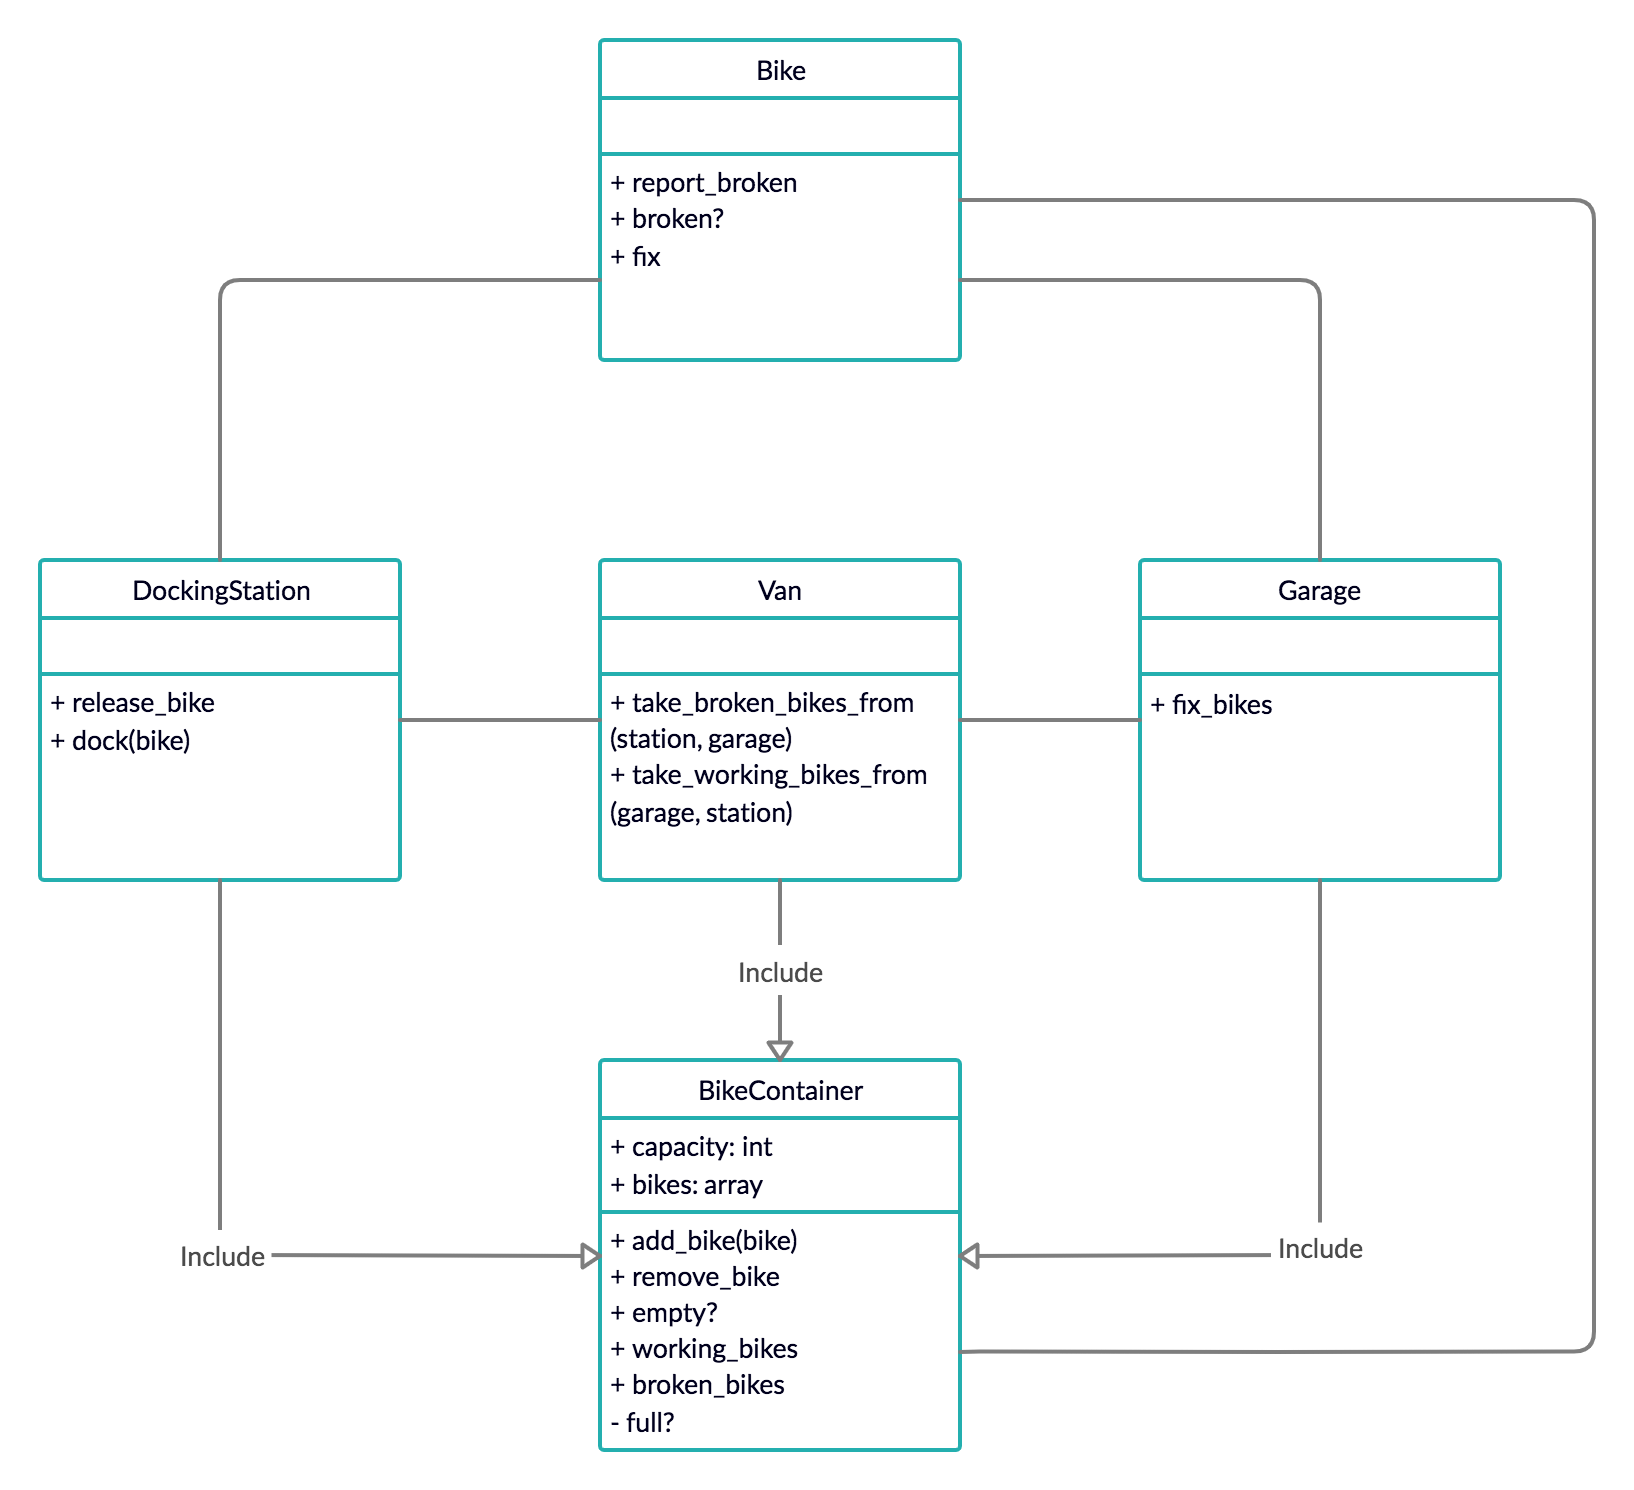 Bike
+ report_broken
+ broken?
+ fix
DockingStation
+ release_bike
+ dock(bike)
Van
+ take_broken_bikes_from
(station, garage)
+ take_working_bikes_from
(garage, station)
Garage
+ fix_bikes
Include
Include
Include
BikeContainer
+ capacity: int
+ bikes: array
+ add_bike(bike)
+ remove_bike
+ empty?
+ working_bikes
+ broken_bikes
- full?